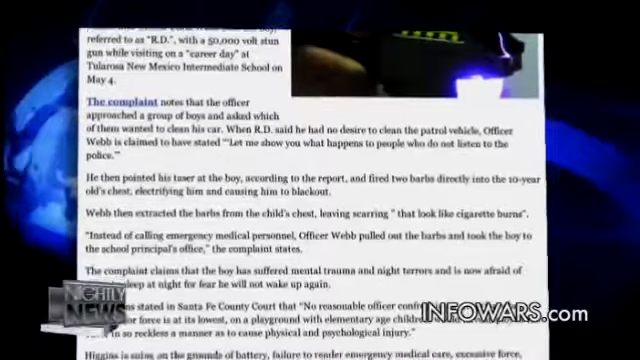 referred to as "R.D.", with a 50,000 volt stun
gun while visiting on a "career day" at
Tularosa New Mexico Intermediate School on
May 4.
The complaint notes that the officer
approached a group of boys and asked which
of them wanted to clean his car. When R.D. said he had no desire to clean the patrol vehicle, Officer
Webb is claimed to have stated "'Let me show you what happens to people who do not listen to the
police.'"
He then pointed his taser at the boy, according to the report, and fired two barbs directly into the 10-year
old's chest, electrifying him and causing him to blackout.
Webb then extracted the barbs from the child's chest, leaving scarring " that look like cigarette burns".
"Instead of calling emergency medical personnel, Officer Webb pulled out the barbs and took the boy to
the school principal's office," the complaint states.
The complaint claims that the boy has suffered mental trauma and night terrors and is now afraid of
sleep at night for fear he will not wake up again.
stated in Santa Fe County Court that "No reasonable officer
force is at its lowest, on a playground with elementary age
in so reckless a manner as to cause physical and psychological injury."
Higgins is suing on the grounds of battery, failure to render emergency medical care, excessive force,
NIGHTLY
NEWS
INFOWARS.com